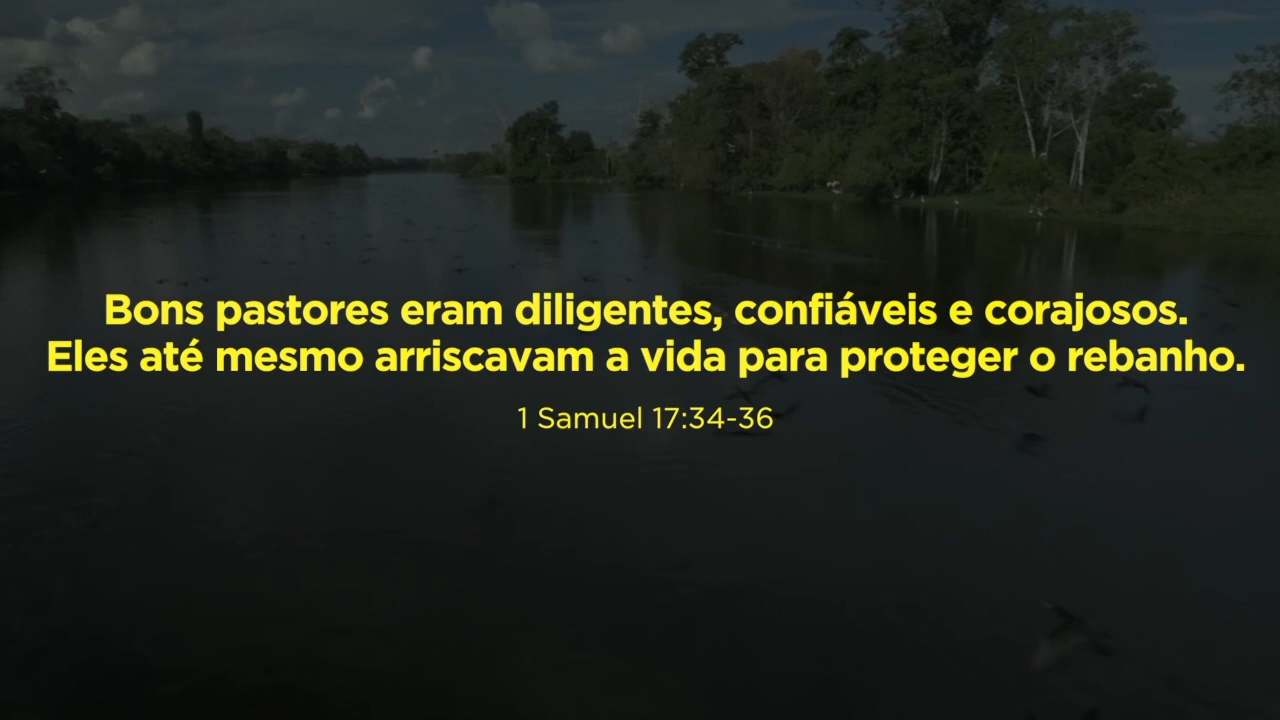 Bons pastores eram diligentes, confiáveis e corajosos.
Eles até mesmo arriscavam a vida para proteger o rebanho.
1 Samuel 17:34-36